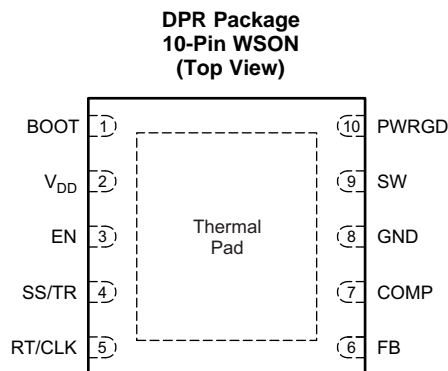 DPR Package
10-Pin WSON
(Top View)
BOOT 1 10 PWRGD
VDD 2 9 SW
EN 3 8 GND
SS/TR 4 7 COMP
RT/CLK 5 6 FB
Thermal
Pad